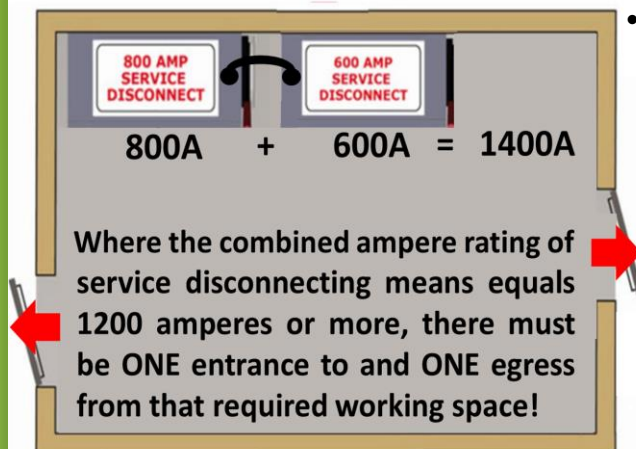 800 AMP
SERVICE
DISCONNECT
600 AMP
SERVICE
DISCONNECT
800A + 600A = 1400A
Where the combined ampere rating of
service disconnecting means equals
1200 amperes or more, there must
be ONE entrance to and ONE egress
from that required working space!